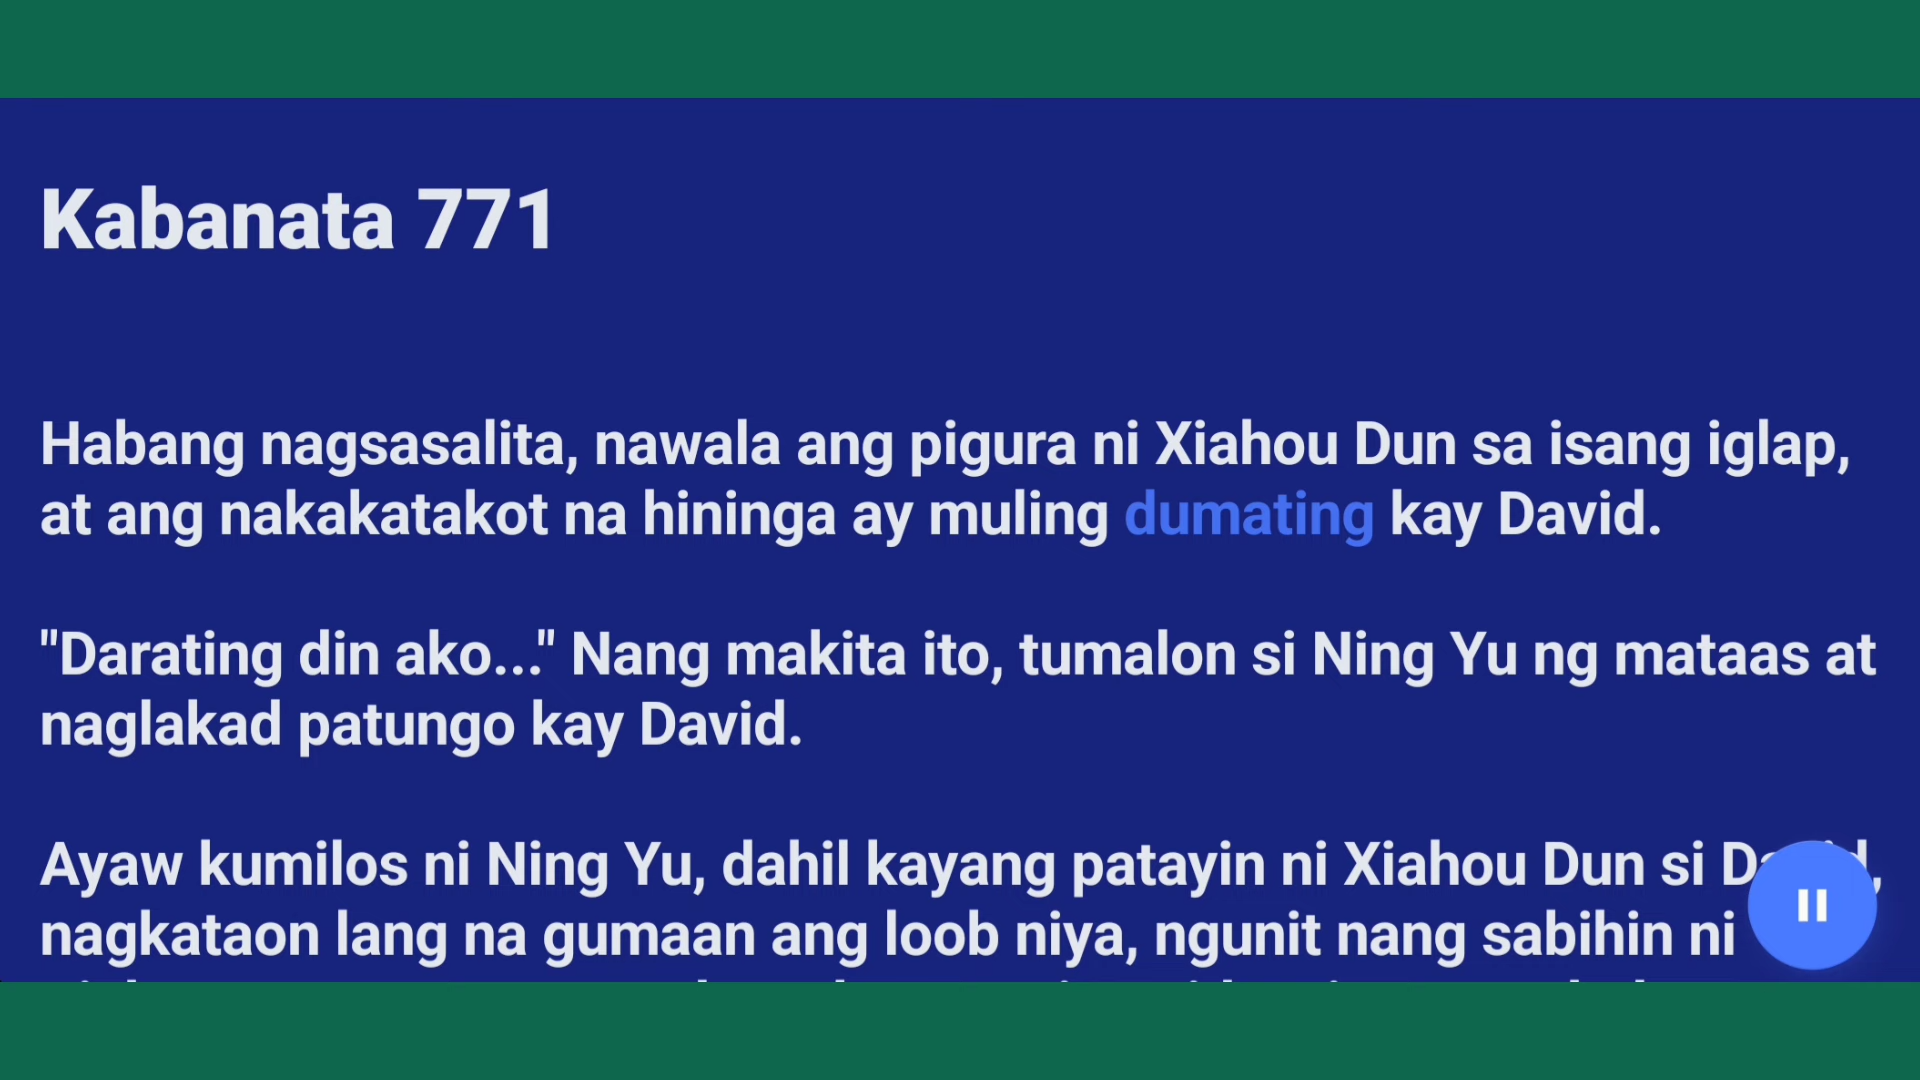 Kabanata 771
Habang nagsasalita, nawala ang pigura ni Xiahou Dun sa isang iglap,
at ang nakakatakot na hininga ay muling dumating kay David.
"Darating din ako..." Nang makita ito, tumalon si Ning Yu ng mataas at
naglakad patungo kay David.
Ayaw kumilos ni Ning Yu, dahil kayang patayin ni Xiahou Dun si
nagkataon lang na gumaan ang loob niya, ngunit nang sabihin ni